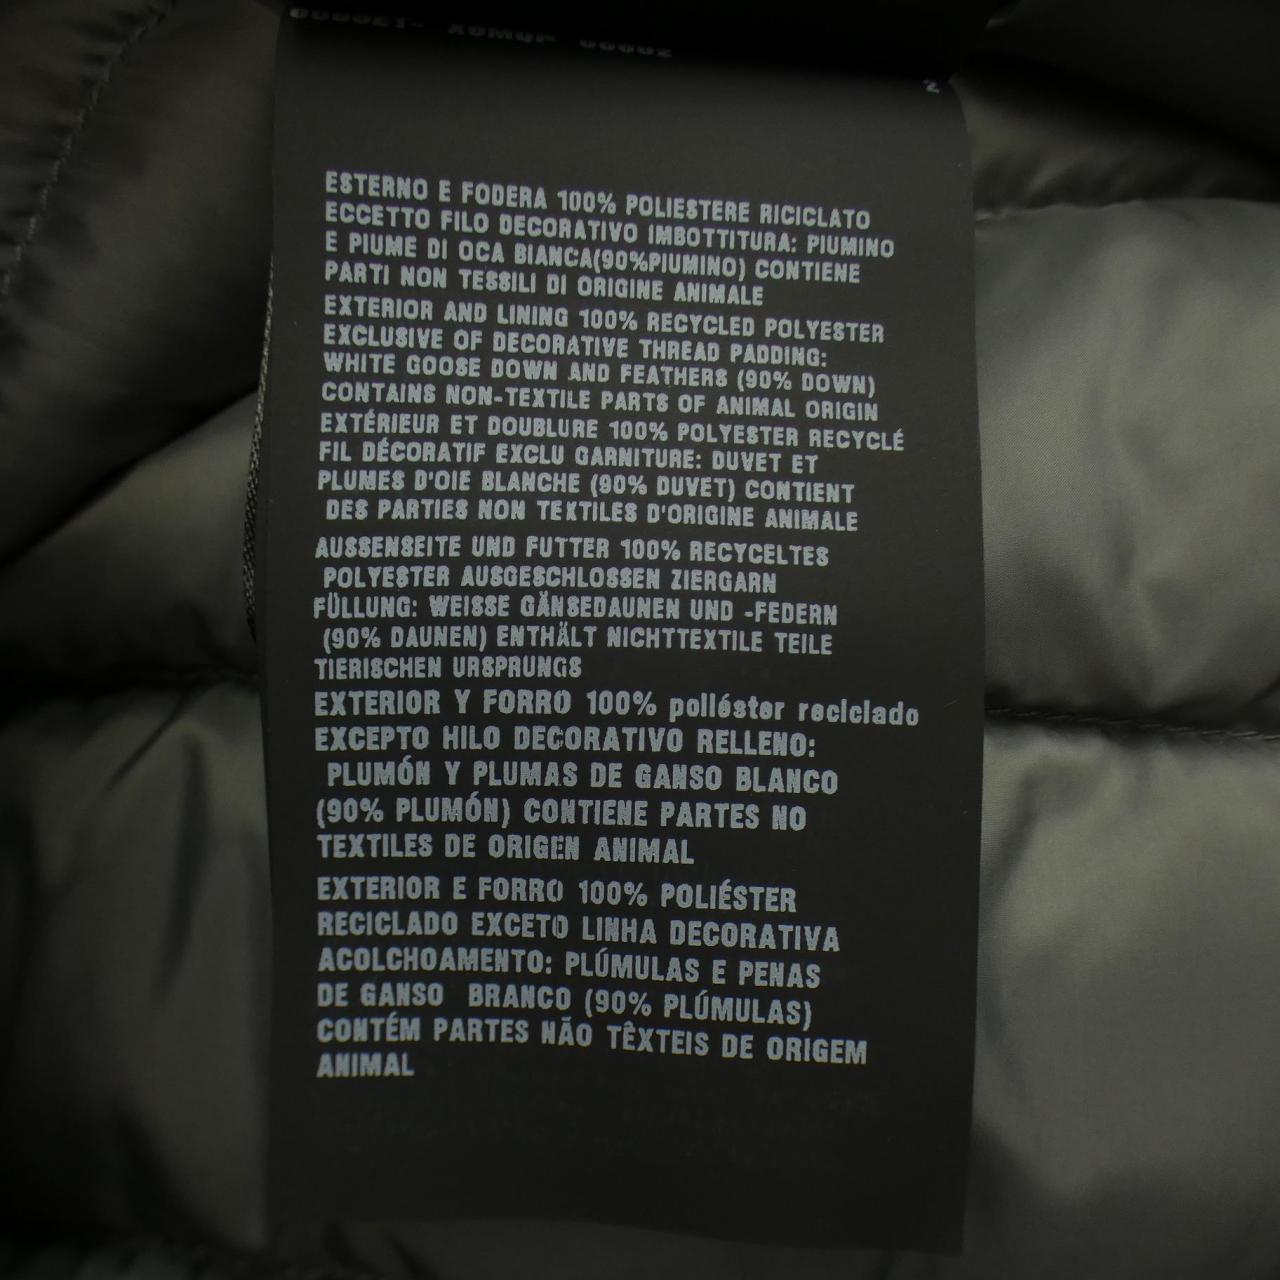 2
ESTERNO E FODERA 100% POLIESTERE RICICLATO
ECCETTO FILO DECORATIVO IMBOTTITURA: PIUMINO
E PIUME DI OCA BIANCA(90%PIUMINO) CONTIENE
PARTI NON TESSILI DI ORIGINE ANIMALE
EXTERIOR AND LINING 100% RECYCLED POLYESTER
EXCLUSIVE OF DECORATIVE THREAD PADDING:
WHITE GOOSE DOWN AND FEATHERS (90% DOWN)
CONTAINS NON-TEXTILE PARTS OF ANIMAL ORIGIN
EXTÉRIEUR ET DOUBLURE 100% POLYESTER RECYCLÉ
FIL DÉCORATIF EXCLU GARNITURE: DUVET ET
PLUMES D'OIE BLANCHE (90% DUVET) CONTIENT
DES PARTIES NON TEXTILES D'ORIGINE ANIMALE
AUSSENSEITE UND FUTTER 100% RECYCELTES
POLYESTER AUSGESCHLOSSEN ZIERGARN
FÜLLUNG: WEISSE GÄNSEDAUNEN UND -FEDERN
(90% DAUNEN) ENTHÄLT NICHTTEXTILE TEILE
TIERISCHEN URSPRUNGS
EXTERIOR Y FORRO 100% poliéster reciclado
EXCEPTO HILO DECORATIVO RELLENO:
PLUMÓN Y PLUMAS DE GANSO BLANCO
(90% PLUMÓN) CONTIENE PARTES NO
TEXTILES DE ORIGEN ANIMAL
EXTERIOR E FORRO 100% POLIÉSTER
RECICLADO EXCETO LINHA DECORATIVA
ACOLCHOAMENTO: PLÚMULAS E PENAS
DE GANSO BRANCO (90% PLÚMULAS)
CONTÉM PARTES NÃO TÊXTEIS DE ORIGEM
ANIMAL